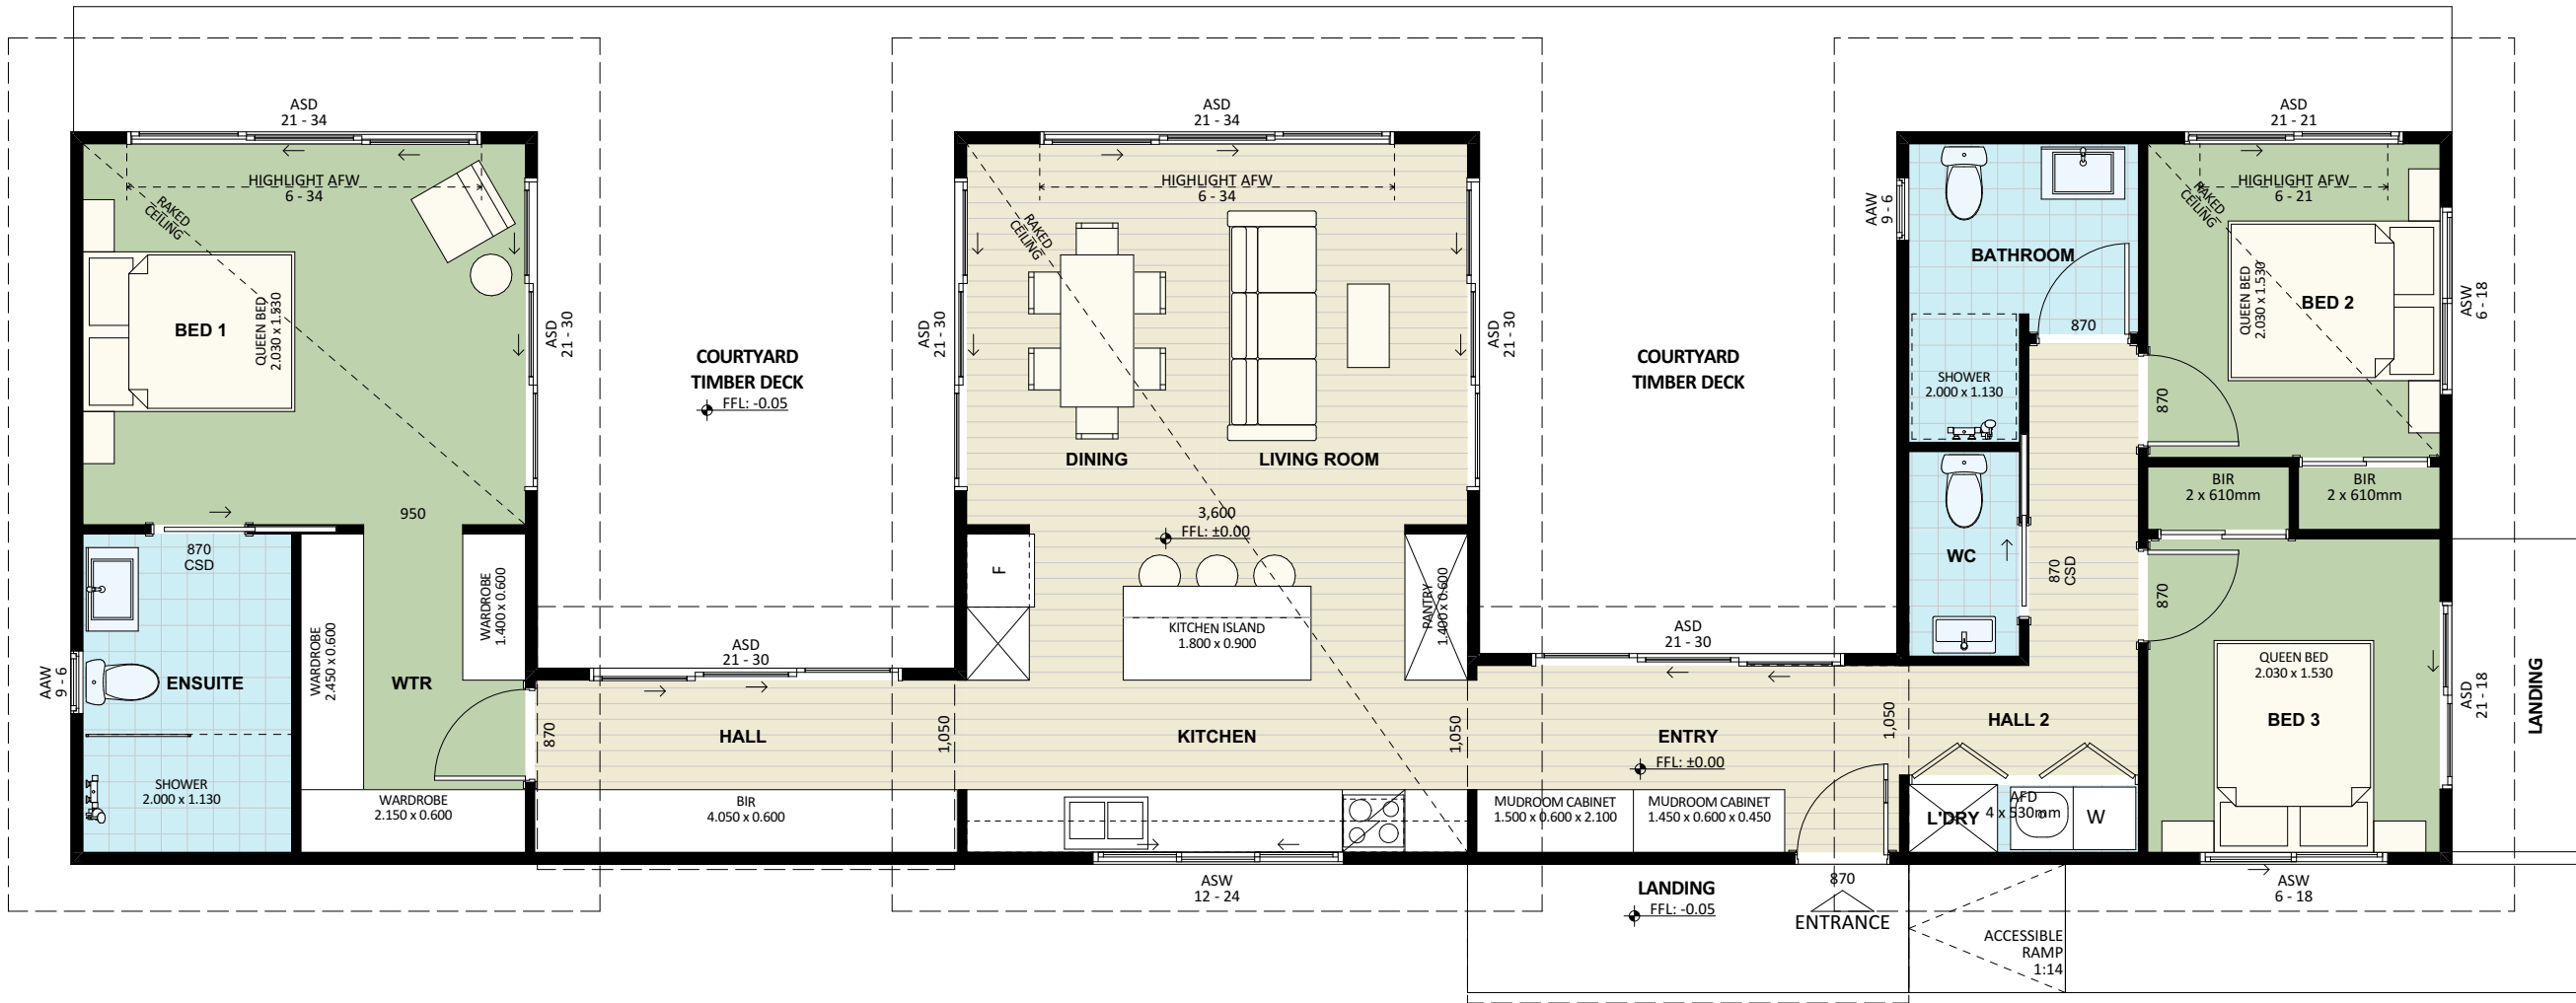 ASD
21 - 34
HIGHLIGHT AFW
6 - 34
RAKED
CEILING
BED 1
QUEEN BED
2.030 x 1.530
ASD
21 - 30
950
870
CSD
ENSUITE
AAW
9 - 6
SHOWER
2.000 x 1.130
WARDROBE
2.450 x 0.600
WTR
WARDROBE
1.400 x 0.600
WARDROBE
2.150 x 0.600
870
COURTYARD
TIMBER DECK
FFL: -0.05
ASD
21 - 30
HALL
1,050
BIR
4.050 x 0.600
ASD
21 - 34
HIGHLIGHT AFW
6 - 34
RAKED
CEILING
ASD
21 - 30
ASD
21 - 30
DINING
LIVING ROOM
3,600
FFL: ±0.00
F
KITCHEN ISLAND
1.800 x 0.900
PANTRY
1.400 x 0.600
KITCHEN
1,050
ASW
12 - 24
COURTYARD
TIMBER DECK
ASD
21 - 30
ENTRY
FFL: ±0.00
1,050
MUDROOM CABINET
1.500 x 0.600 x 2.100
MUDROOM CABINET
1.450 x 0.600 x 0.450
LANDING
FFL: -0.05
870
ENTRANCE
ACCESSIBLE
RAMP
1:14
AAW
9 - 6
BATHROOM
870
SHOWER
2.000 x 1.130
WC
870
CSD
HALL 2
AFD
4 x 530mm
L'DRY
W
ASD
21 - 21
HIGHLIGHT AFW
6 - 21
RAKED
CEILING
QUEEN BED
2.030 x 1.530
BED 2
ASW
6 - 18
870
BIR
2 x 610mm
BIR
2 x 610mm
870
QUEEN BED
2.030 x 1.530
BED 3
ASD
21 - 18
LANDING
ASW
6 - 18